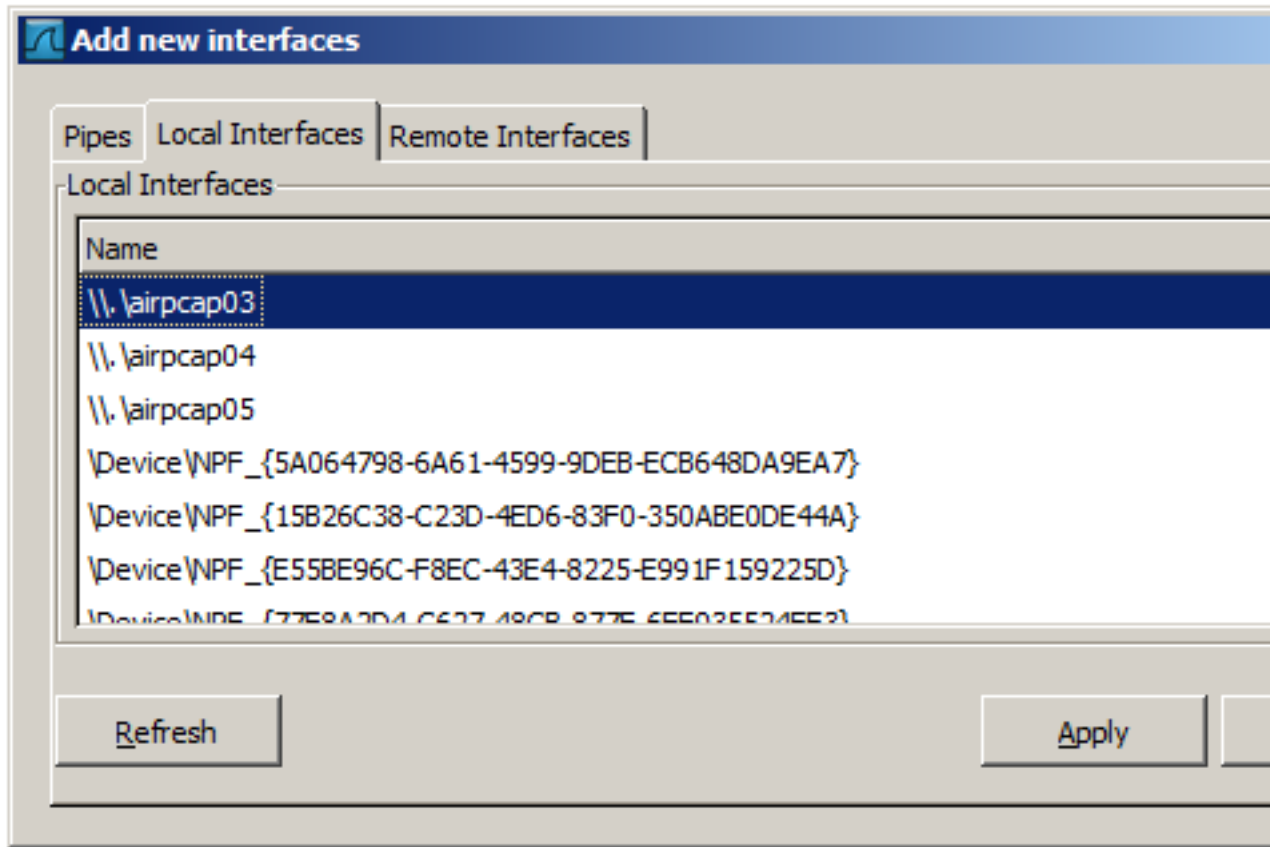 Add new interfaces
Pipes Local Interfaces Remote Interfaces
Local Interfaces
Name
\\.\airpcap03
\\.\airpcap04
\\.\airpcap05
\Device\NPF_{5A064798-6A61-4599-9DEB-ECB648DA9EA7}
\Device\NPF_{15B26C38-C23D-4ED6-83F0-350ABE0DE44A}
\Device\NPF_{E55BE96C-F8EC-43E4-8225-E991F159225D}
Refresh Apply